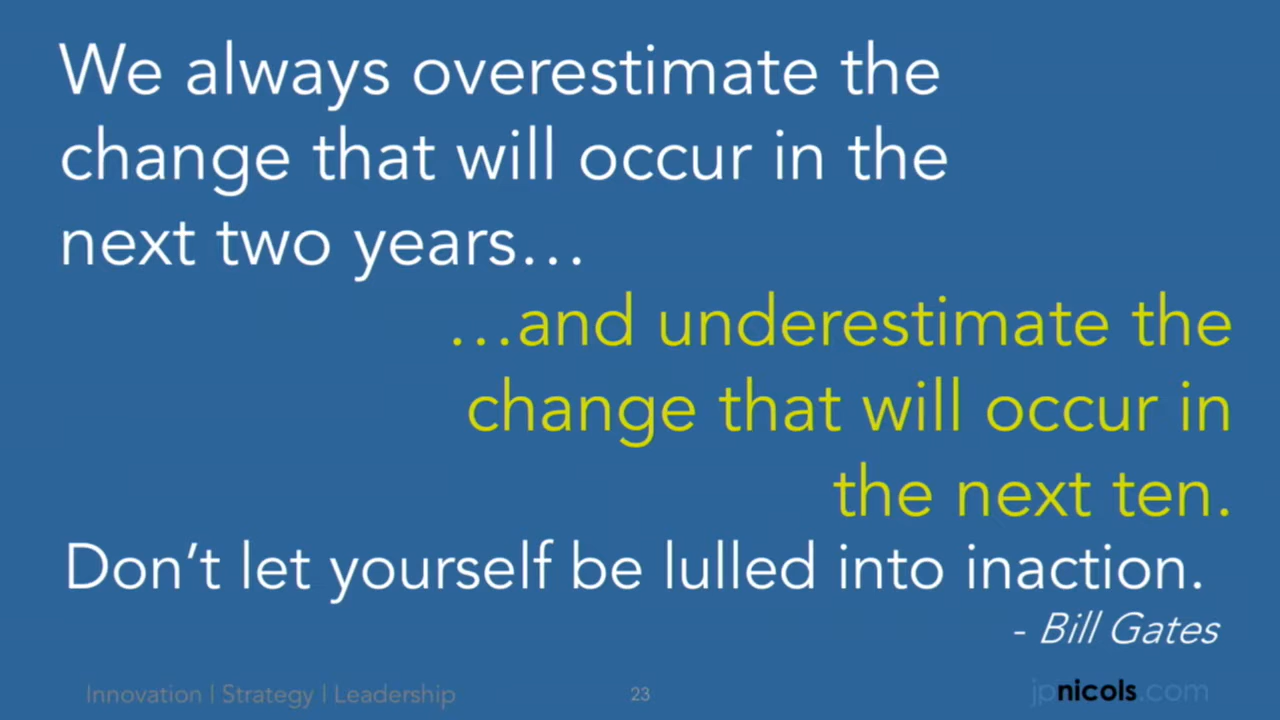 We always overestimate the
change that will occur in the
next two years…
…and underestimate the
change that will occur in
the next ten.
Don’t let yourself be lulled into inaction.
- Bill Gates
Innovation | Strategy | Leadership
23
jpnicols.com